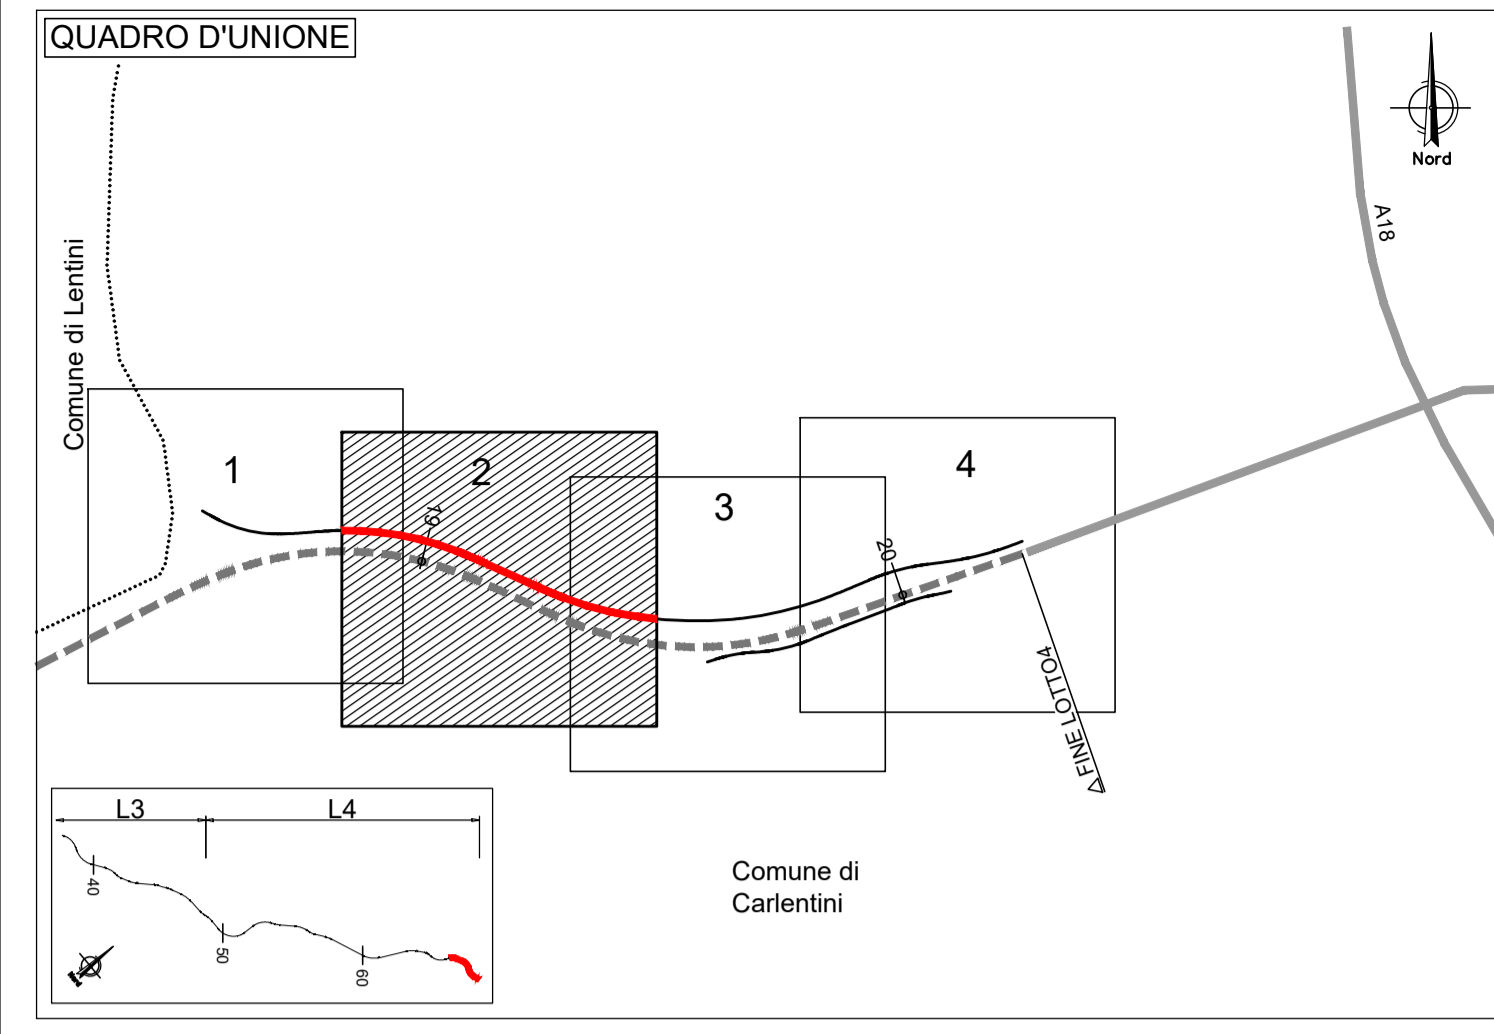 QUADRO D'UNIONE
Nord
A18
Comune di Lentini
1
2
3
4
19
20
FINE LOTTO4
L3
L4
40
50
60
Comune di
Carlentini